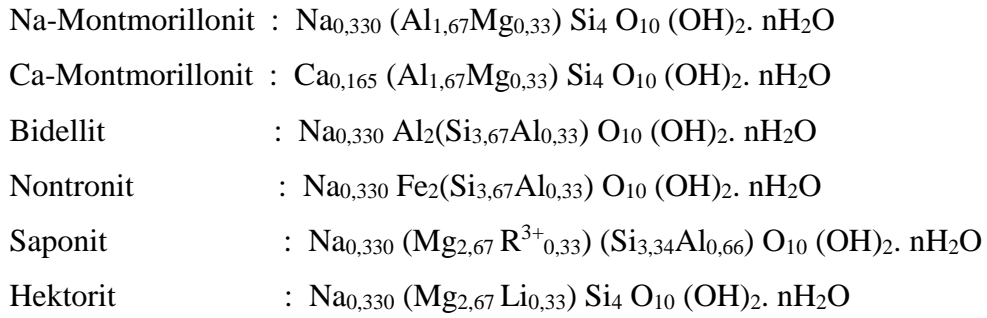 Na-Montmorillonit : Na₀,₃₃₀ (Al₁,₆₇Mg₀,₃₃) Si₄ O₁₀ (OH)₂. nH₂O
Ca-Montmorillonit : Ca₀,₁₆₅ (Al₁,₆₇Mg₀,₃₃) Si₄ O₁₀ (OH)₂. nH₂O
Bidellit : Na₀,₃₃₀ Al₂(Si₃,₆₇Al₀,₃₃) O₁₀ (OH)₂. nH₂O
Nontronit : Na₀,₃₃₀ Fe₂(Si₃,₆₇Al₀,₃₃) O₁₀ (OH)₂. nH₂O
Saponit : Na₀,₃₃₀ (Mg₂,₆₇ R³⁺₀,₃₃) (Si₃,₃₄Al₀,₆₆) O₁₀ (OH)₂. nH₂O
Hektorit : Na₀,₃₃₀ (Mg₂,₆₇ Li₀,₃₃) Si₄ O₁₀ (OH)₂. nH₂O